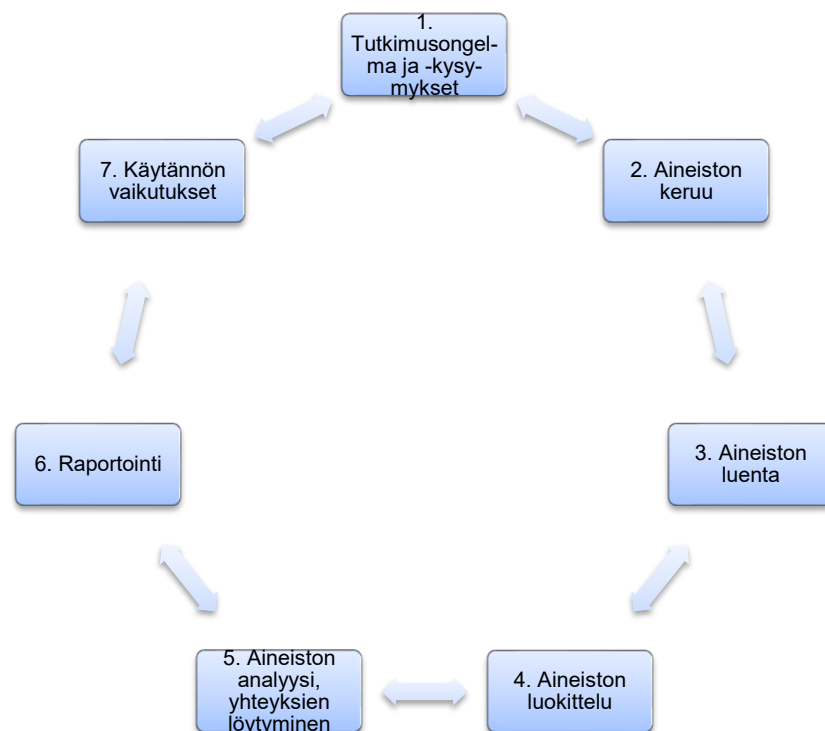 1.
Tutkimusongel-
ma ja -kysy-
mykset
2. Aineiston
keruu
3. Aineiston
luenta
4. Aineiston
luokittelu
5. Aineiston
analyysi,
yhteyksien
löytyminen
6. Raportointi
7. Käytännön
vaikutukset